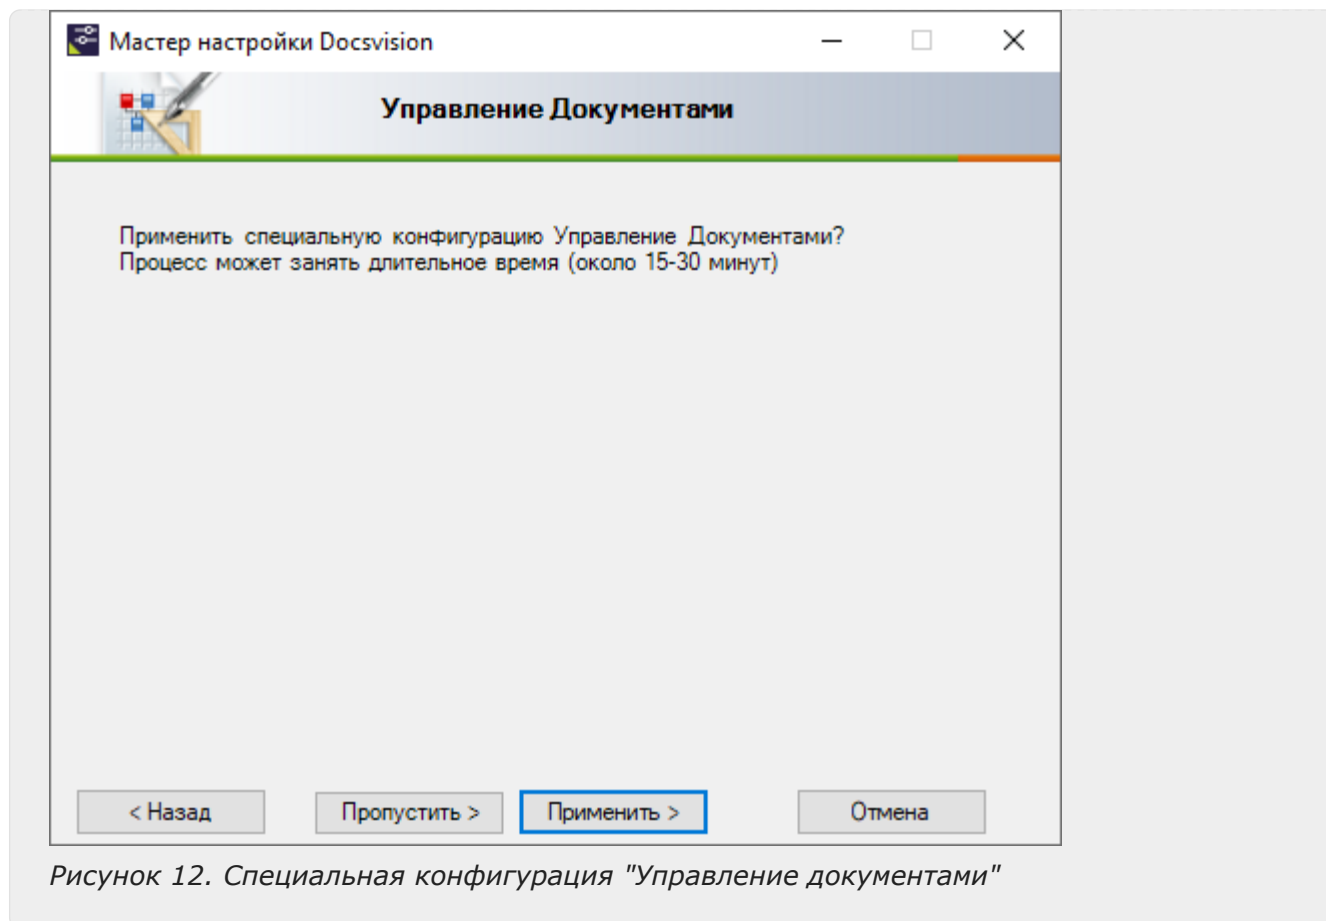 Мастер настройки Docsvision
Управление Документами
Применить специальную конфигурацию Управление Документами?
Процесс может занять длительное время (около 15-30 минут)
< Назад
Пропустить >
Применить >
Отмена
Рисунок 12. Специальная конфигурация "Управление документами"